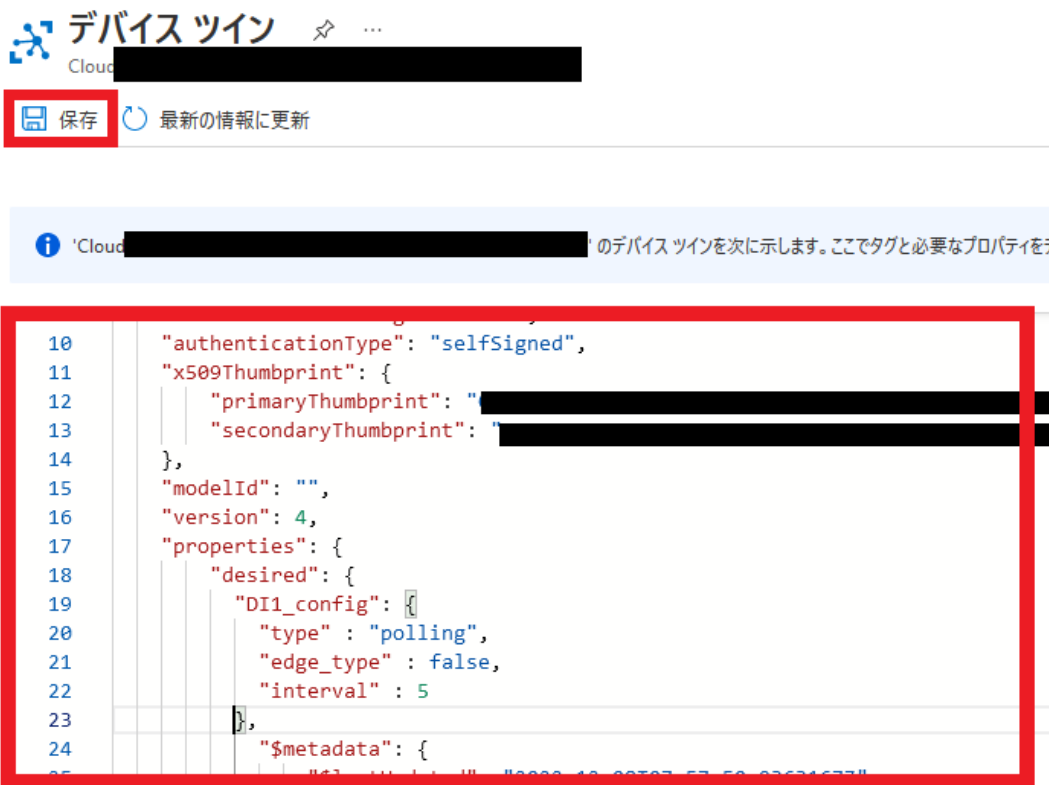 デバイス ツイン ...
Cloud
保存 最新の情報に更新
'Cloud ' のデバイス ツインを次に示します。ここでタグと必要なプロパティを
10 "authenticationType": "selfSigned",
11 "x509Thumbprint": {
12 "primaryThumbprint": "
13 "secondaryThumbprint": "
14 },
15 "modelId": "",
16 "version": 4,
17 "properties": {
18 "desired": {
19 "DI1_config": {
20 "type" : "polling",
21 "edge_type" : false,
22 "interval" : 5
23 },
24 "$metadata": {